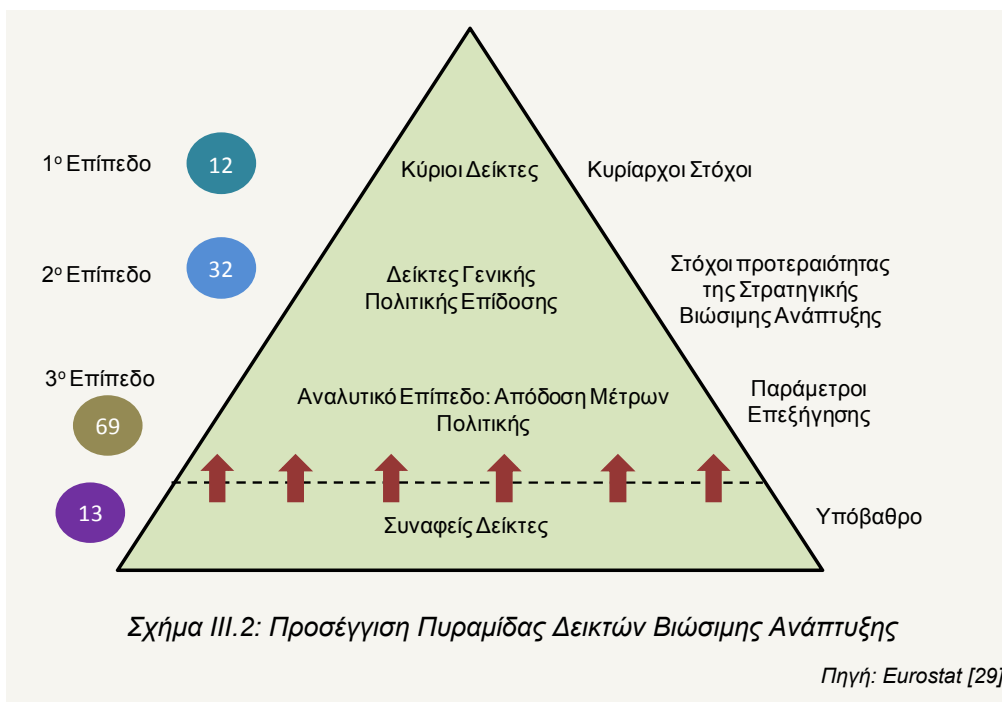 1ο Επίπεδο
12
Κύριοι Δείκτες
Κυρίαρχοι Στόχοι
2ο Επίπεδο
32
Δείκτες Γενικής
Πολιτικής Επίδοσης
Στόχοι προτεραιότητας
της Στρατηγικής
Βιώσιμης Ανάπτυξης
3ο Επίπεδο
69
Αναλυτικό Επίπεδο: Απόδοση Μέτρων
Πολιτικής
Παράμετροι
Επεξήγησης
13
Συναφείς Δείκτες
Υπόβαθρο
Σχήμα III.2: Προσέγγιση Πυραμίδας Δεικτών Βιώσιμης Ανάπτυξης
Πηγή: Eurostat [29]